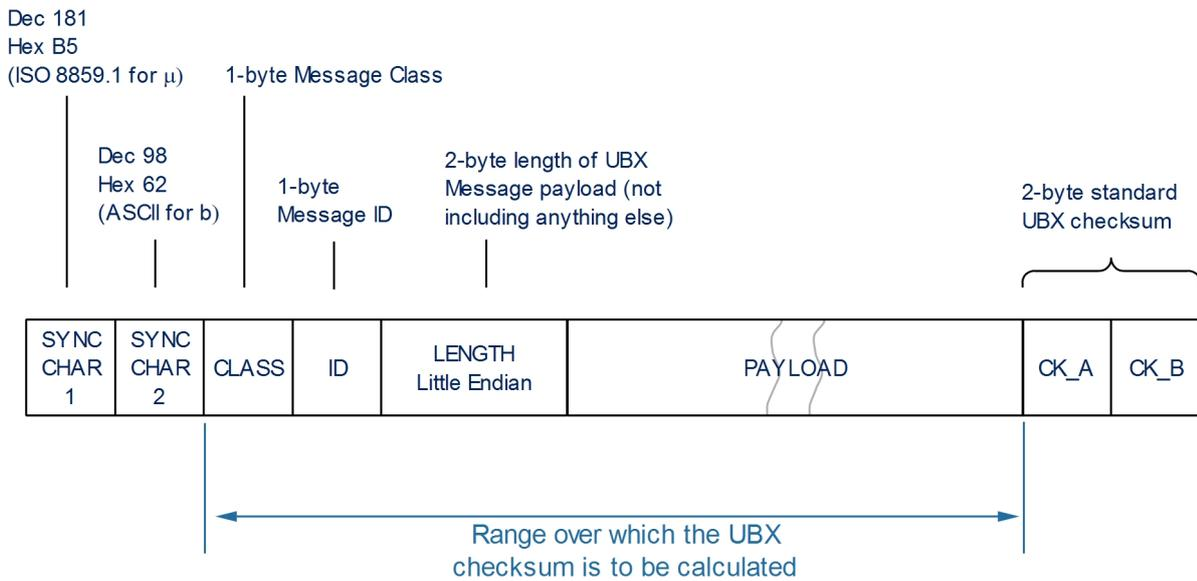 Dec 181
Hex B5
(ISO 8859.1 for μ)
1-byte Message Class
Dec 98
Hex 62
(ASCII for b)
1-byte
Message ID
2-byte length of UBX
Message payload (not
including anything else)
2-byte standard
UBX checksum
SYNC
CHAR
1
SYNC
CHAR
2
CLASS
ID
LENGTH
Little Endian
PAYLOAD
CK_A
CK_B
Range over which the UBX
checksum is to be calculated